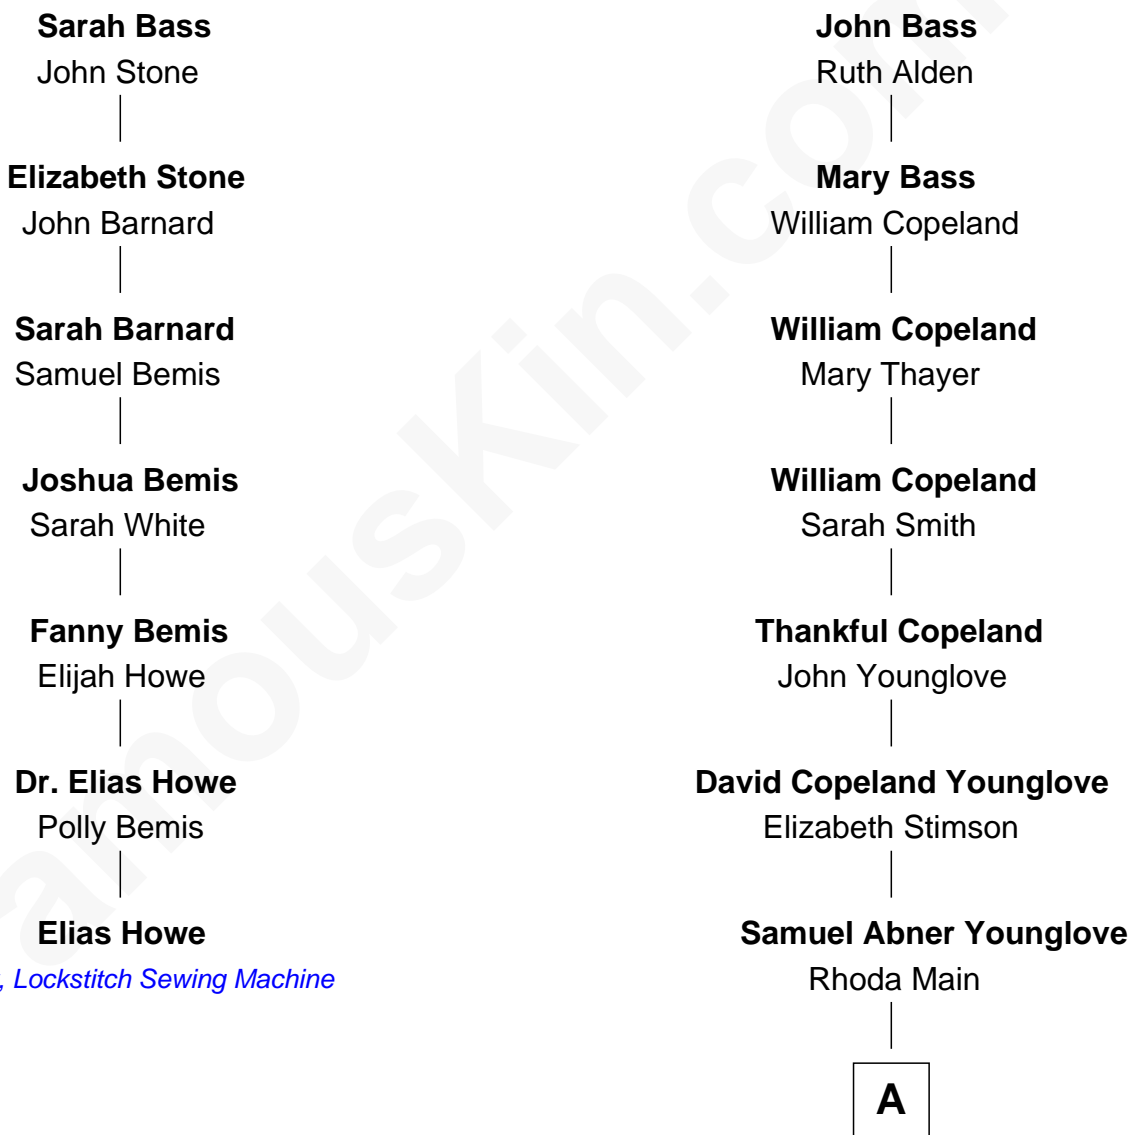 Sarah Bass
John Stone
Elizabeth Stone
John Barnard
Sarah Barnard
Samuel Bemis
Joshua Bemis
Sarah White
Fanny Bemis
Elijah Howe
Dr. Elias Howe
Polly Bemis
Elias Howe
, Lockstitch Sewing Machine
John Bass
Ruth Alden
Mary Bass
William Copeland
William Copeland
Mary Thayer
William Copeland
Sarah Smith
Thankful Copeland
John Younglove
David Copeland Younglove
Elizabeth Stimson
Samuel Abner Younglove
Rhoda Main
A
amousKin.com